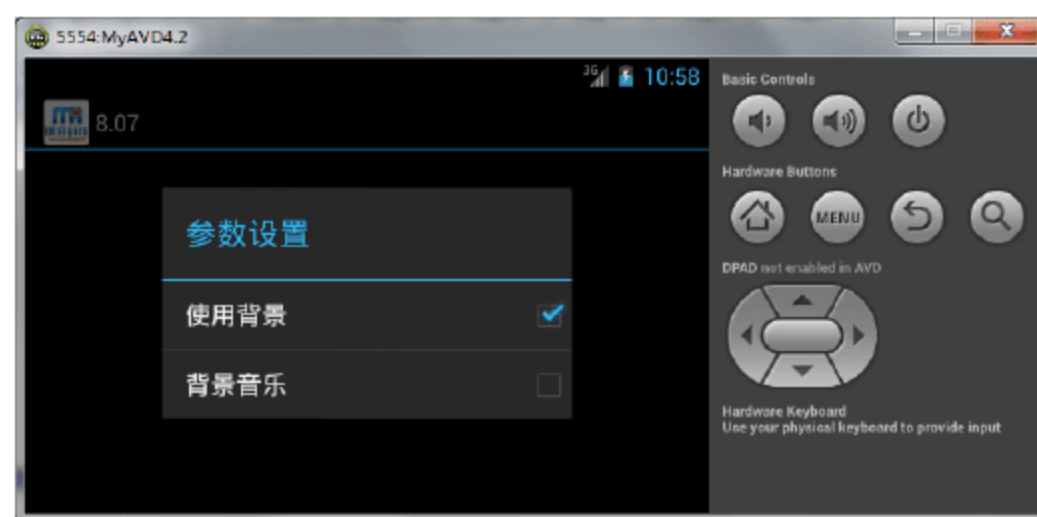 5554:MyAVD4.2
3G 10:58
8.07
参数设置
使用背景
背景音乐
Basic Controls
Hardware Buttons
MENU
DPAD not enabled in AVD
Hardware Keyboard
Use your physical keyboard to provide input